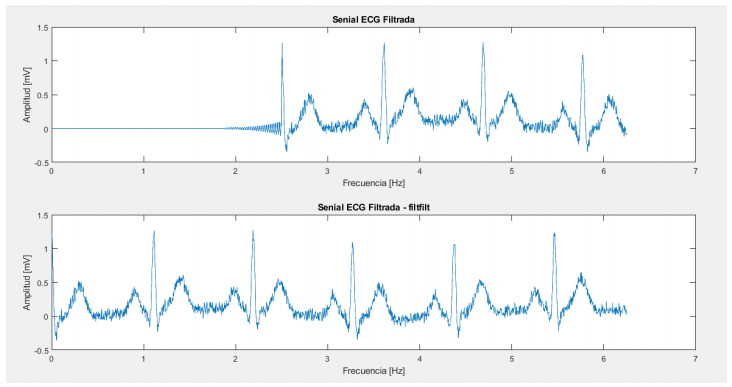 Senial ECG Filtrada
1.5
1
0.5
0
-0.5
Amplitud [mV]
0 1 2 3 4 5 6 7
Frecuencia [Hz]
Senial ECG Filtrada - filtfilt
1.5
1
0.5
0
-0.5
Amplitud [mV]
0 1 2 3 4 5 6 7
Frecuencia [Hz]